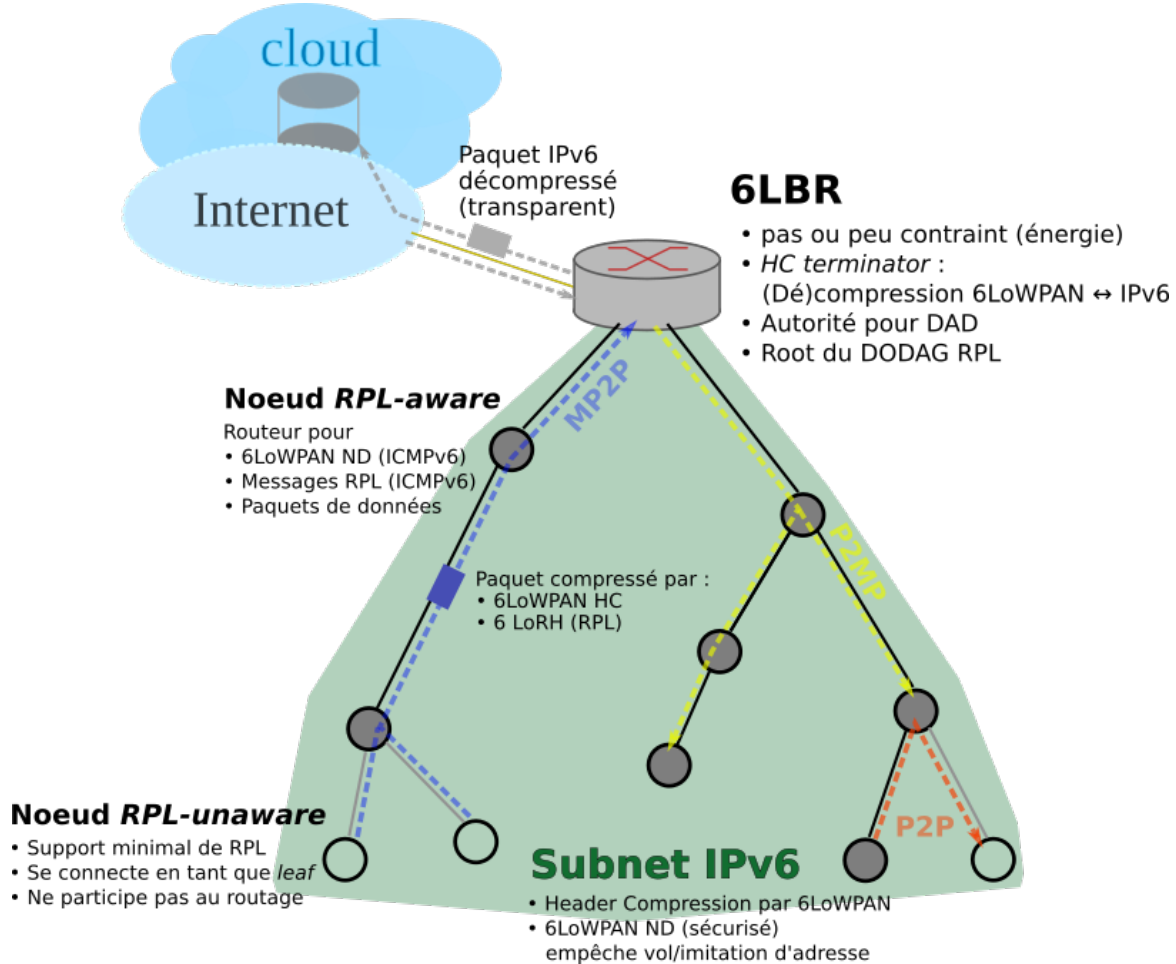 cloud
Internet
Paquet IPv6
décompressé
(transparent)
6LBR
• pas ou peu contraint (énergie)
• HC terminator :
(Dé)compression 6LoWPAN ↔ IPv6
• Autorité pour DAD
• Root du DODAG RPL
MP2P
Noeud RPL-aware
Routeur pour
• 6LoWPAN ND (ICMPv6)
• Messages RPL (ICMPv6)
• Paquets de données
P2MP
Paquet compressé par :
• 6LoWPAN HC
• 6 LoRH (RPL)
Noeud RPL-unaware
• Support minimal de RPL
• Se connecte en tant que leaf
• Ne participe pas au routage
P2P
Subnet IPv6
• Header Compression par 6LoWPAN
• 6LoWPAN ND (sécurisé)
empêche vol/imitation d'adresse